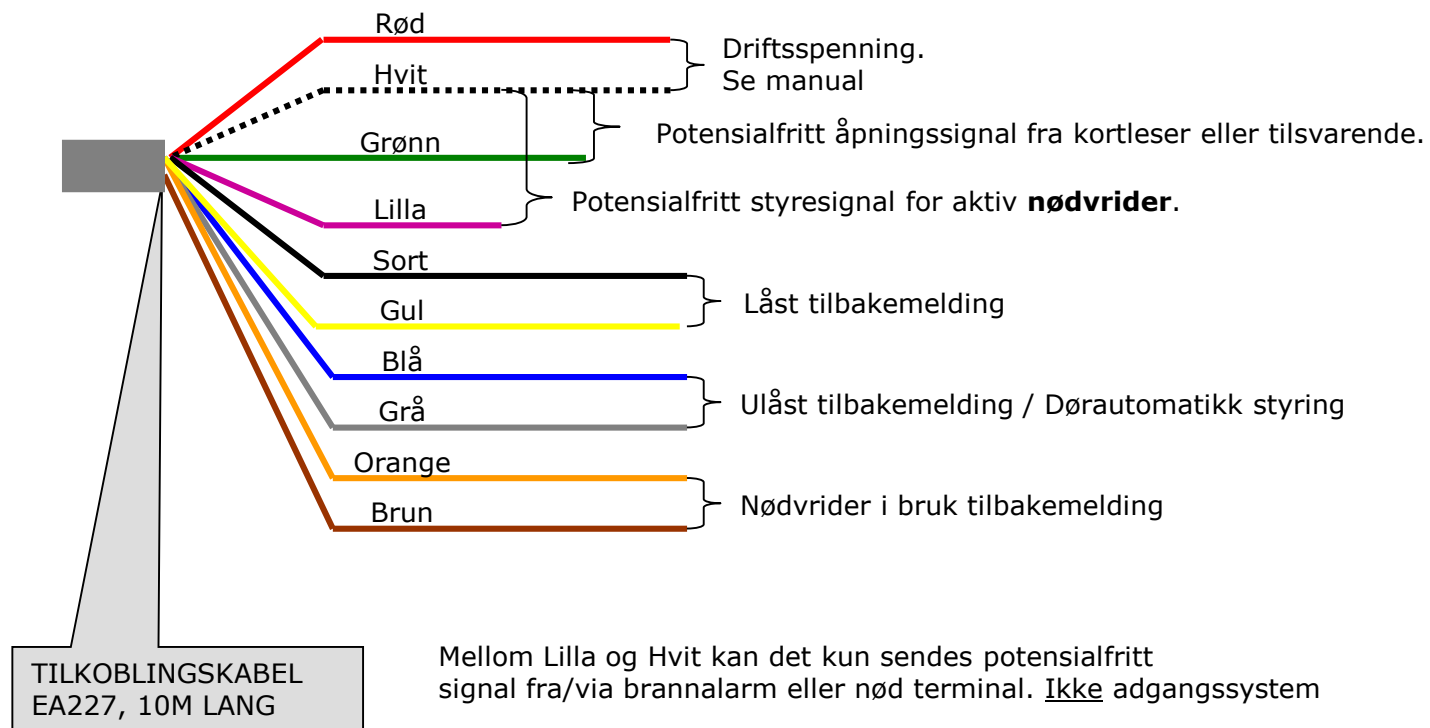 Rød
Driftsspenning.
Se manual
Hvit
Potensialfritt åpningssignal fra kortleser eller tilsvarende.
Grønn
Lilla
Potensialfritt styresignal for aktiv nødvrider.
Sort
Låst tilbakemelding
Gul
Blå
Ulåst tilbakemelding / Dørautomatikk styring
Grå
Orange
Nødvrider i bruk tilbakemelding
Brun
TILKOBLINGSKABEL
EA227, 10M LANG
Mellom Lilla og Hvit kan det kun sendes potensialfritt
signal fra/via brannalarm eller nød terminal. Ikke adgangssystem